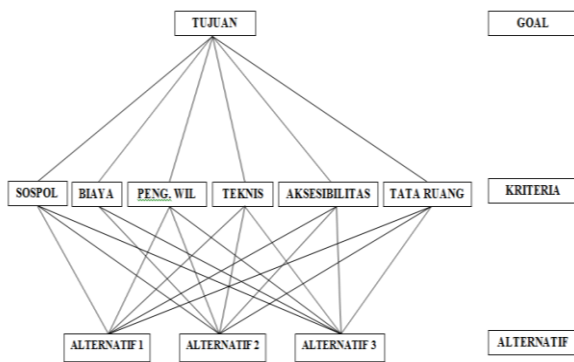 TUJUAN GOAL
SOSPOL BIAYA PENG. WIL TEKNIS AKSESIBILITAS TATA RUANG KRITERIA
ALTERNATIF 1 ALTERNATIF 2 ALTERNATIF 3 ALTERNATIF